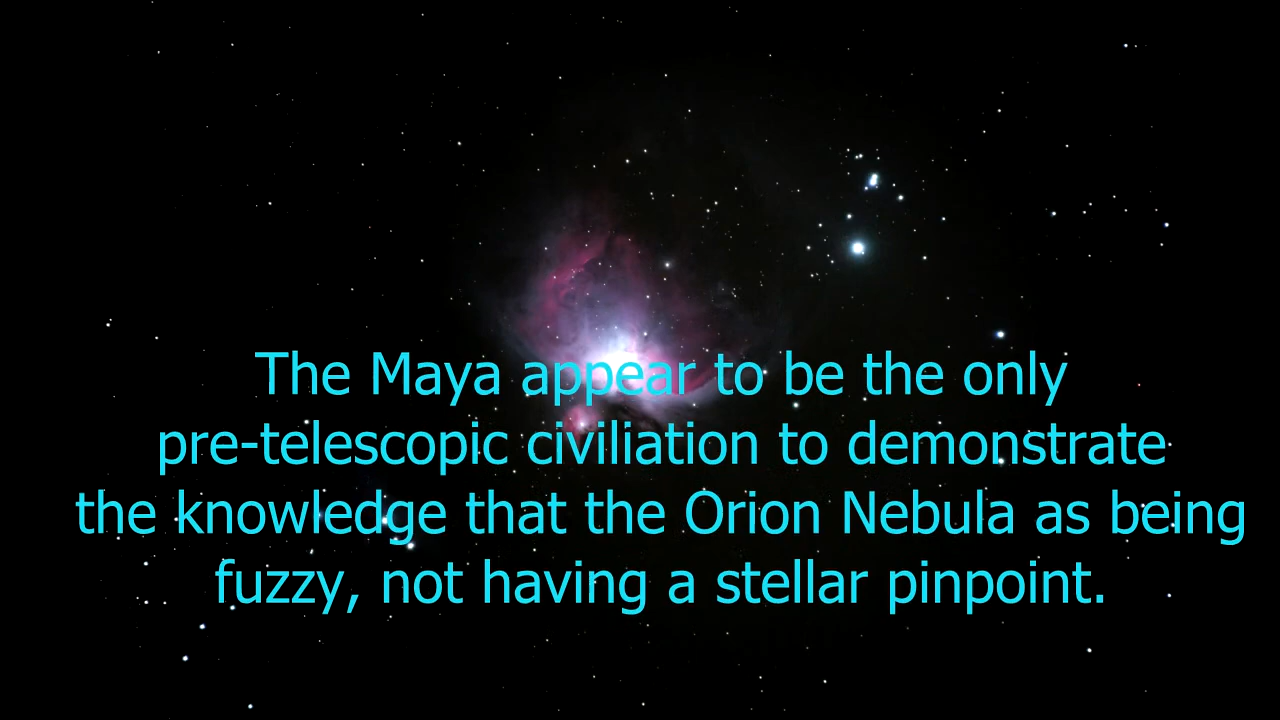 The Maya appear to be the only
pre-telescopic civiliation to demonstrate
the knowledge that the Orion Nebula as being
fuzzy, not having a stellar pinpoint.